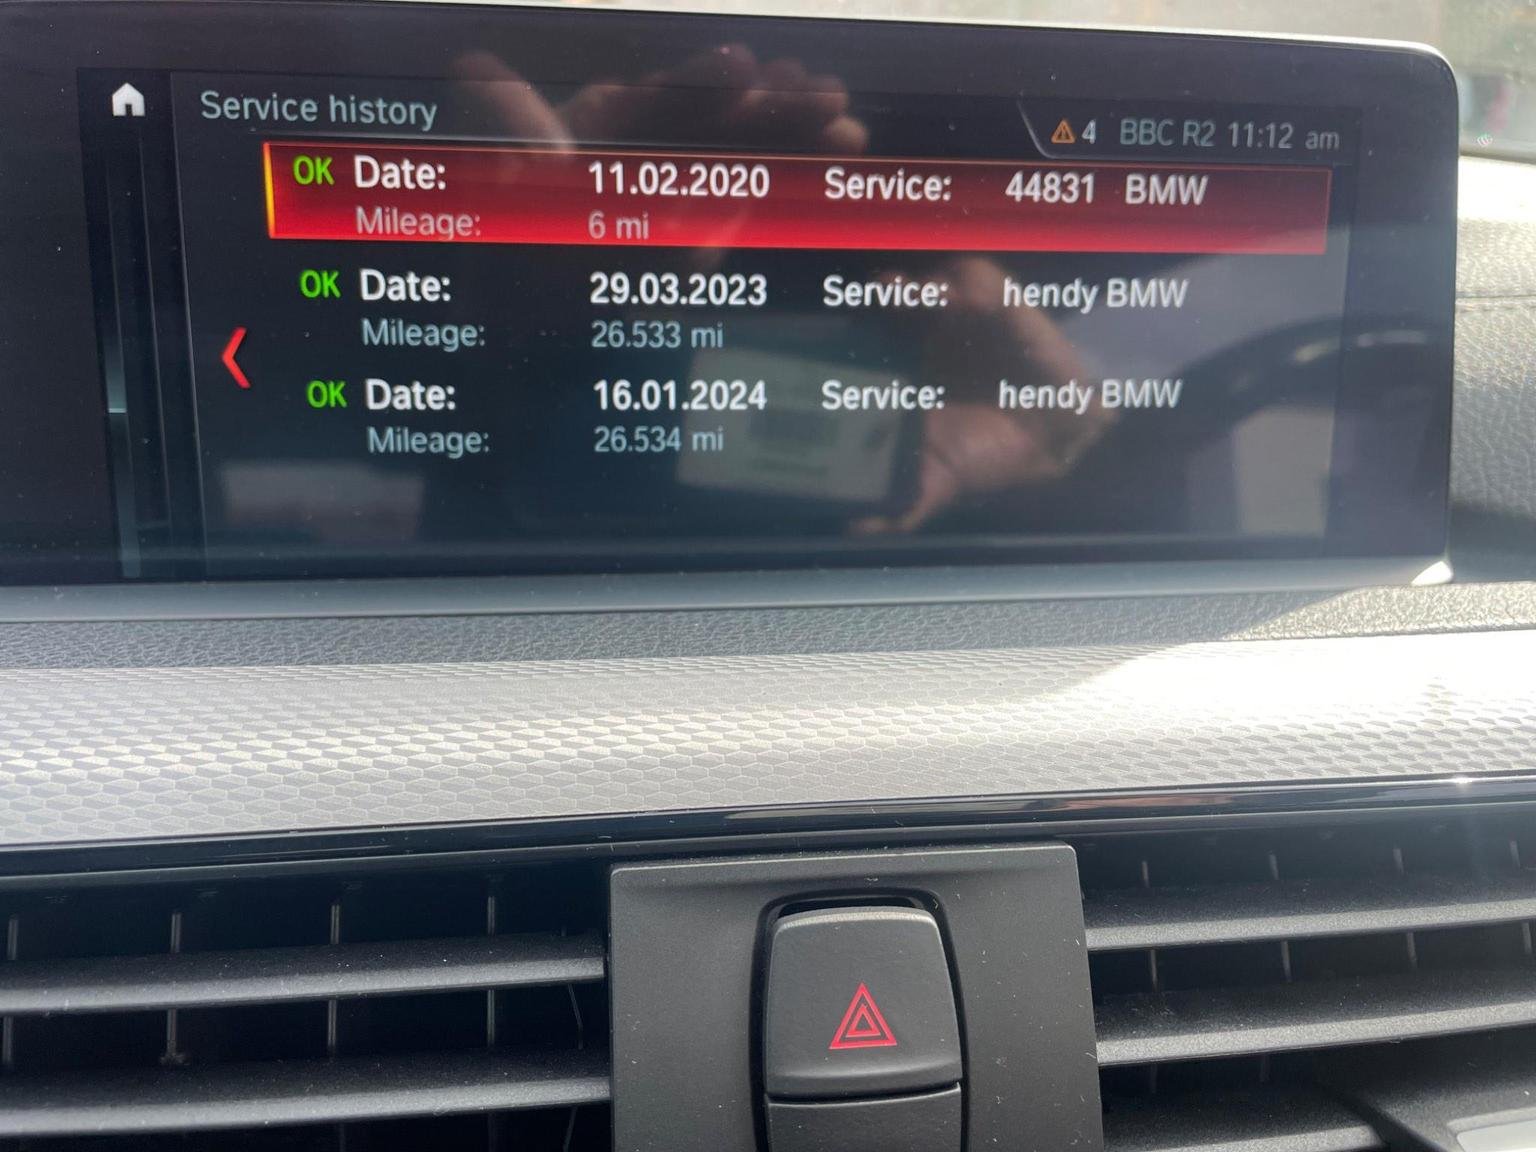 Service history
4 BBC R2 11:12 am
OK Date: 11.02.2020 Service: 44831 BMW
Mileage: 6 mi
OK Date: 29.03.2023 Service: hendy BMW
Mileage: 26.533 mi
OK Date: 16.01.2024 Service: hendy BMW
Mileage: 26.534 mi